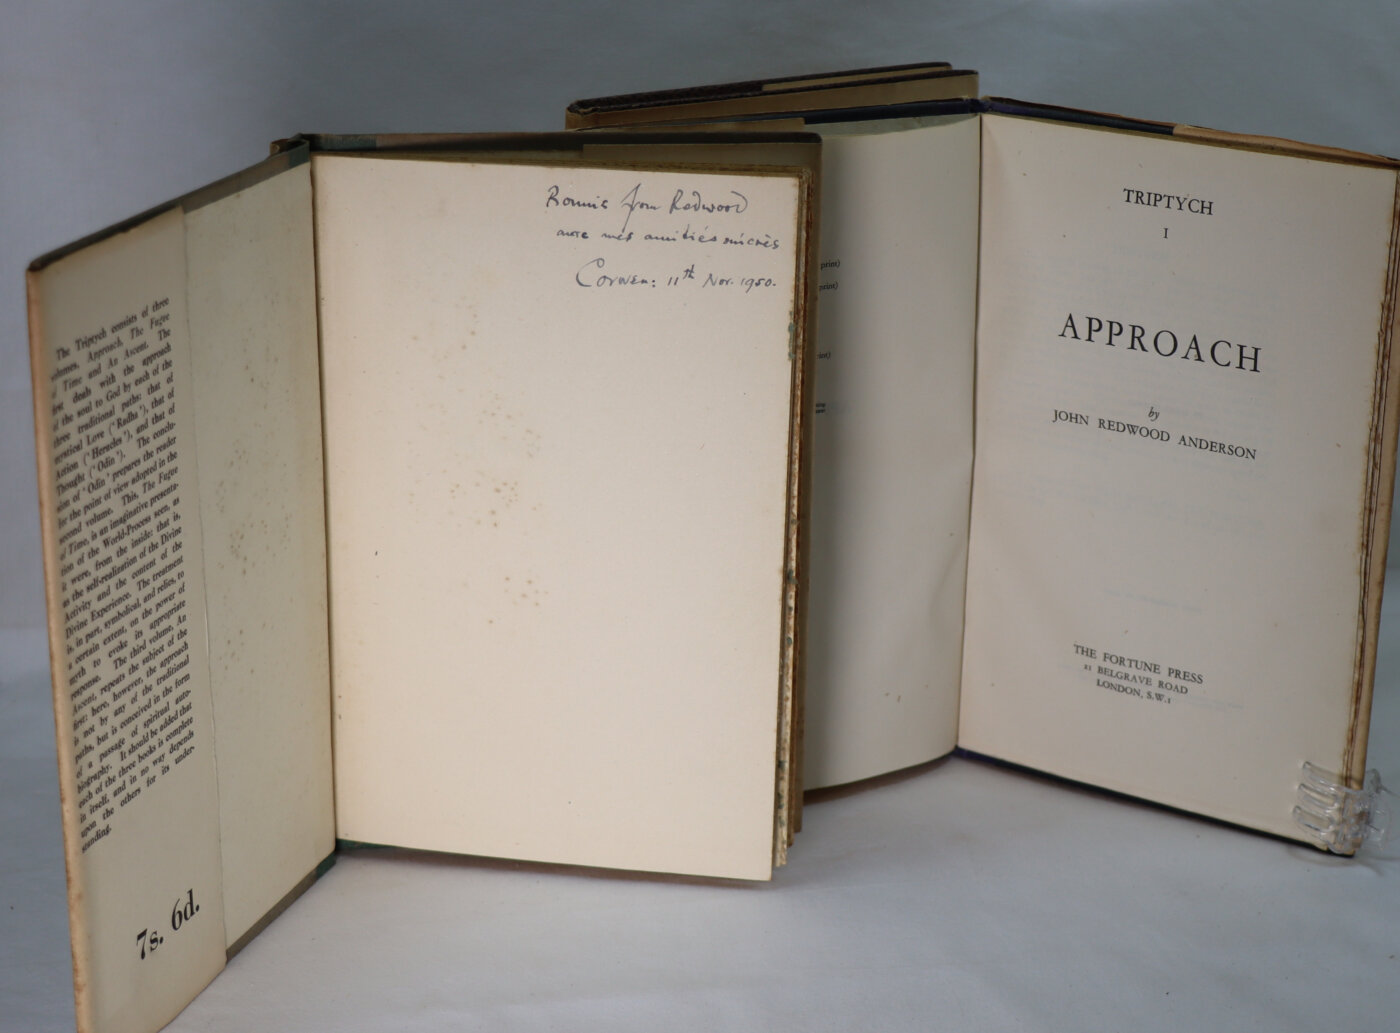 The Triptych consists of three
volumes, Approach, The Fugue
of Time and An Ascent. The
first deals with the approach
of the soul to God by each of the
three traditional paths: that of
mystical Love ('Radha'), that of
Action ('Heracles'), and that of
Thought ('Odin'). The conclu-
sion of 'Odin' prepares the reader
for the point of view adopted in the
second volume. This, The Fugue
of Time, is an imaginative presenta-
tion of the World-Process seen, as
it were, from the inside: that is,
as the self-realization of the Divine
Activity and the content of the
Divine Experience. The treatment
is, in part, symbolical, and relies, to
a certain extent, on the power of
myth to evoke its appropriate
response. The third volume, An
Ascent, repeats the subject of the
first: here, however, the approach
is not by any of the traditional
paths, but is conceived in the form
of a passage of spiritual auto-
biography. It should be added that
each of the three books is complete
in itself, and in no way depends
upon the others for its under-
standing.
7s. 6d.
Ronnie from Redwood
mes amitiés
Corwen: 11th Nov. 1950.
print)
print)
int)
TRIPTYCH
I
APPROACH
by
JOHN REDWOOD ANDERSON
THE FORTUNE PRESS
21 BELGRAVE ROAD
LONDON, S.W.1